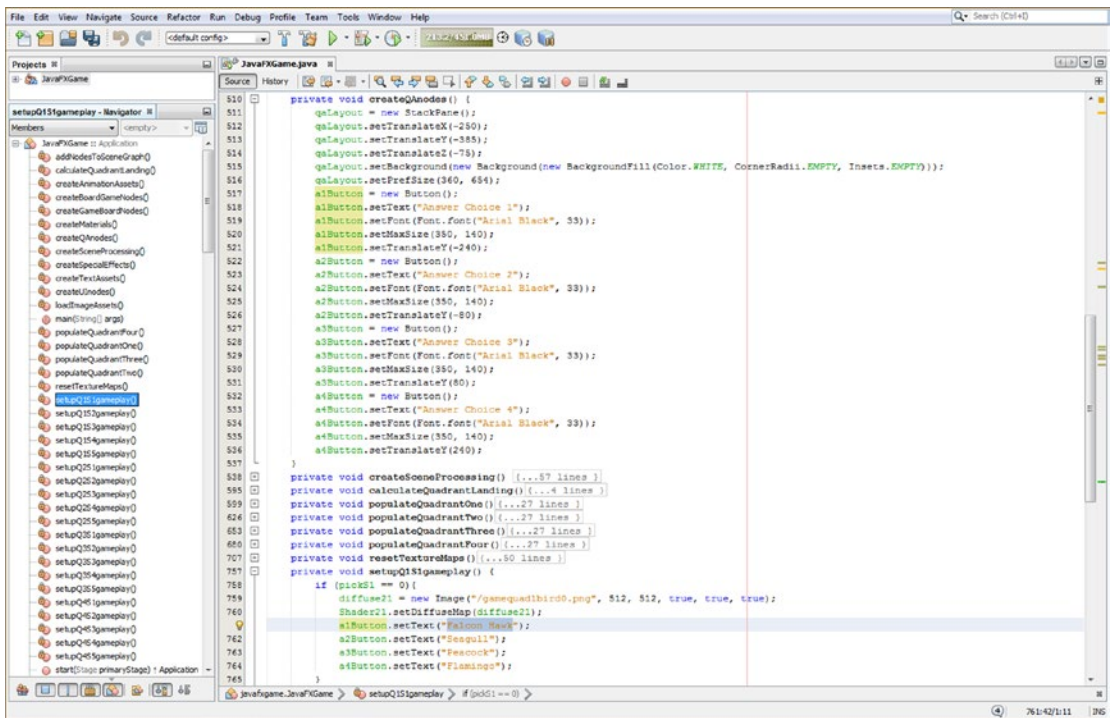 File Edit View Navigate Source Refactor Run Debug Profile Team Tools Window Help
Search (Ctrl+I)
<default config>
Projects
JavaFXGame
setupQ1S1gameplay - Navigator
Members
<empty>
JavaFXGame :: Application
addNodesToSceneGraph()
calculateQuadrantLanding()
createAnimationAssets()
createBoardGameNodes()
createGameBoardNodes()
createMaterials()
createQAnodes()
createSceneProcessing()
createSpecialEffects()
createTextAssets()
createUInodes()
loadImageAssets()
main(String[] args)
populateQuadrantFour()
populateQuadrantOne()
populateQuadrantThree()
populateQuadrantTwo()
resetTextureMaps()
setupQ1S1gameplay()
setupQ1S2gameplay()
setupQ1S3gameplay()
setupQ1S4gameplay()
setupQ1S5gameplay()
setupQ2S1gameplay()
setupQ2S2gameplay()
setupQ2S3gameplay()
setupQ2S4gameplay()
setupQ2S5gameplay()
setupQ3S1gameplay()
setupQ3S2gameplay()
setupQ3S3gameplay()
setupQ3S4gameplay()
setupQ3S5gameplay()
setupQ4S1gameplay()
setupQ4S2gameplay()
setupQ4S3gameplay()
setupQ4S4gameplay()
setupQ4S5gameplay()
start(Stage primaryStage) ↑ Application
JavaFXGame.java
Source History
510 private void createQAnodes() {
511 qaLayout = new StackPane();
512 qaLayout.setTranslateX(-250);
513 qaLayout.setTranslateY(-385);
514 qaLayout.setTranslateZ(-75);
515 qaLayout.setBackground(new Background(new BackgroundFill(Color.WHITE, CornerRadii.EMPTY, Insets.EMPTY)));
516 qaLayout.setPrefSize(360, 654);
517 a1Button = new Button();
518 a1Button.setText("Answer Choice 1");
519 a1Button.setFont(Font.font("Arial Black", 33));
520 a1Button.setMaxSize(350, 140);
521 a1Button.setTranslateY(-240);
522 a2Button = new Button();
523 a2Button.setText("Answer Choice 2");
524 a2Button.setFont(Font.font("Arial Black", 33));
525 a2Button.setMaxSize(350, 140);
526 a2Button.setTranslateY(-80);
527 a3Button = new Button();
528 a3Button.setText("Answer Choice 3");
529 a3Button.setFont(Font.font("Arial Black", 33));
530 a3Button.setMaxSize(350, 140);
531 a3Button.setTranslateY(80);
532 a4Button = new Button();
533 a4Button.setText("Answer Choice 4");
534 a4Button.setFont(Font.font("Arial Black", 33));
535 a4Button.setMaxSize(350, 140);
536 a4Button.setTranslateY(240);
537 }
538 private void createSceneProcessing() {...57 lines }
595 private void calculateQuadrantLanding() {...4 lines }
599 private void populateQuadrantOne() {...27 lines }
626 private void populateQuadrantTwo() {...27 lines }
653 private void populateQuadrantThree() {...27 lines }
680 private void populateQuadrantFour() {...27 lines }
707 private void resetTextureMaps() {...50 lines }
757 private void setupQ1S1gameplay() {
758 if (pickS1 == 0){
759 diffuse21 = new Image("/gamequad1bird0.png", 512, 512, true, true, true);
760 Shader21.setDiffuseMap(diffuse21);
a1Button.setText("Falcon Hawk");
762 a2Button.setText("Seagull");
763 a3Button.setText("Peacock");
764 a4Button.setText("Flamingo");
765 }
javafxgame.JavaFXGame setupQ1S1gameplay if (pickS1 == 0)
761:42/1:11 INS